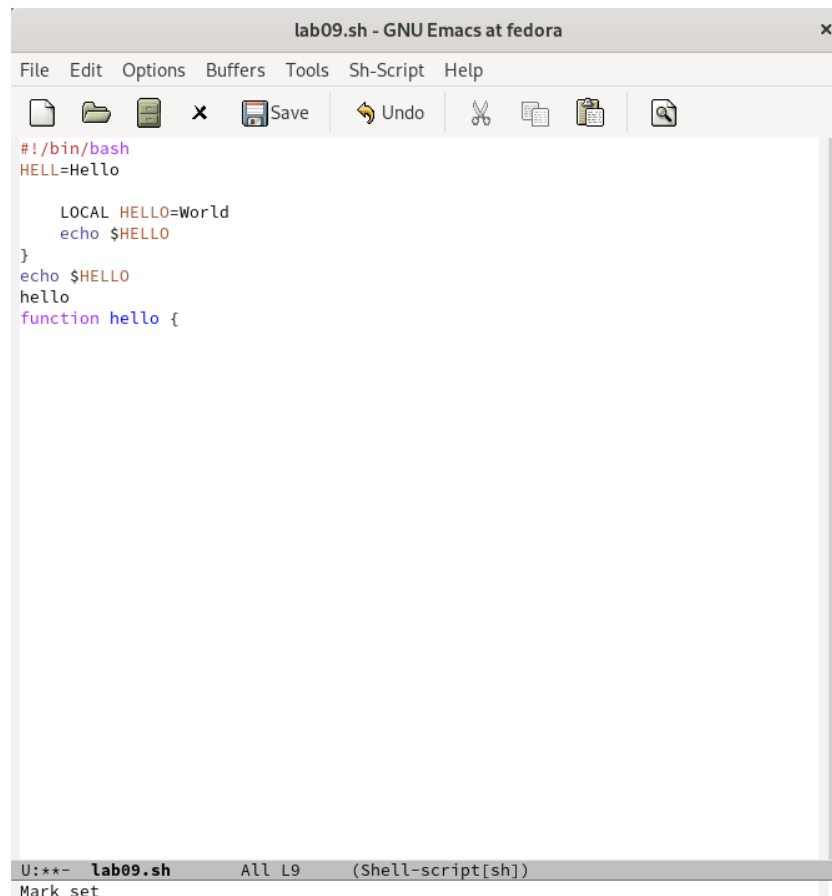 lab09.sh - GNU Emacs at fedora
File Edit Options Buffers Tools Sh-Script Help
Save Undo
#!/bin/bash
HELL=Hello
LOCAL HELLO=World
echo $HELLO
}
echo $HELLO
hello
function hello {
U:**- lab09.sh All L9 (Shell-script[sh])
Mark set